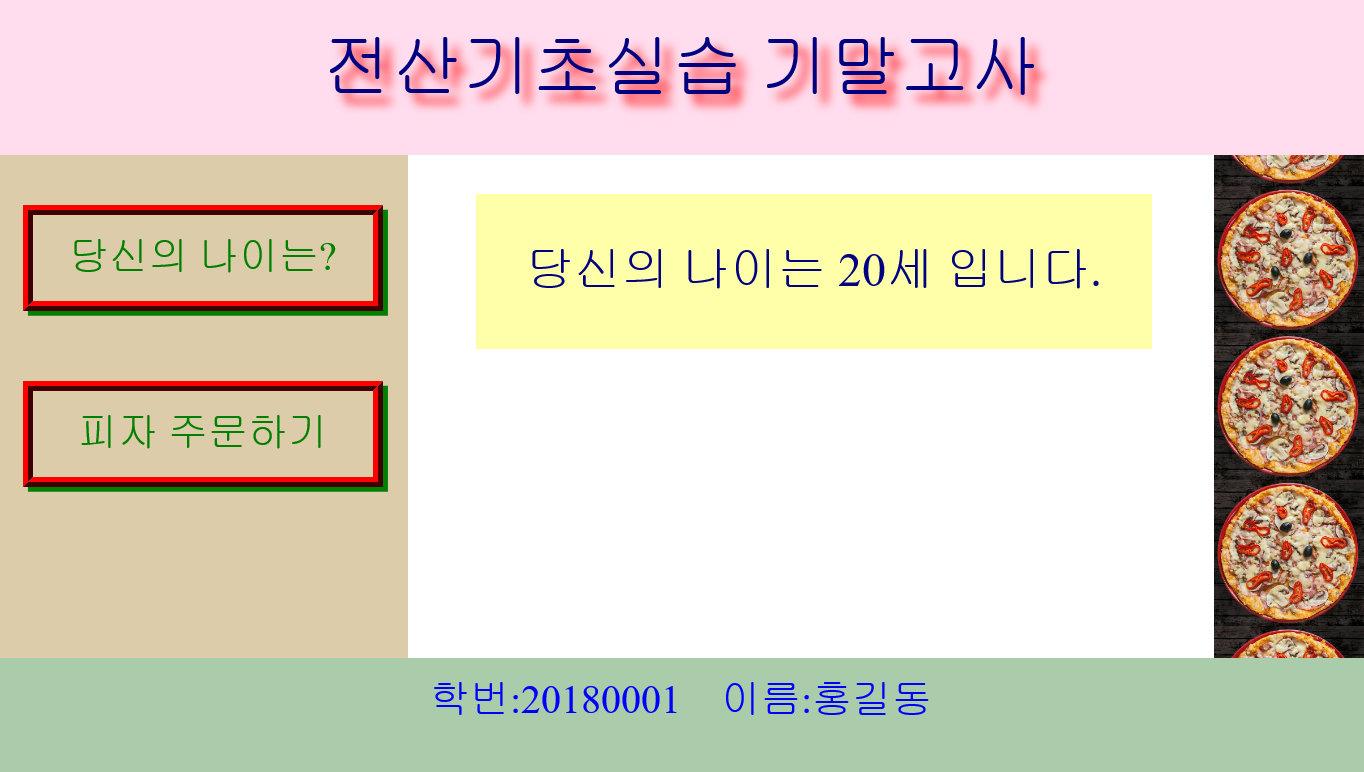 전산기초실습 기말고사
당신의 나이는?
피자 주문하기
당신의 나이는 20세 입니다.
학번:20180001 이름:홍길동